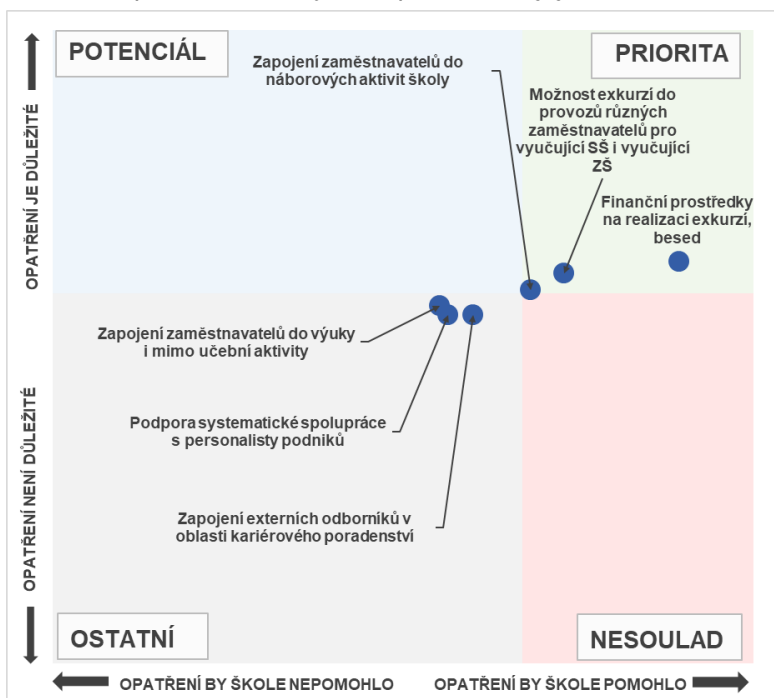 POTENCIÁL
PRIORITA
Zapojení zaměstnavatelů do
náborových aktivit školy
Možnost exkurzí do
provozů různých
zaměstnavatelů pro
vyučující SŠ i vyučující
ZŠ
Finanční prostředky
na realizaci exkurzí,
besed
OPATŘENÍ JE DŮLEŽITÉ
Zapojení zaměstnavatelů do výuky
i mimo učební aktivity
Podpora systematické spolupráce
s personalisty podniků
Zapojení externích odborníků v
oblasti kariérového poradenství
OPATŘENÍ NENÍ DŮLEŽITÉ
OSTATNÍ
NESOULAD
OPATŘENÍ BY ŠKOLE NEPOMOHLO
OPATŘENÍ BY ŠKOLE POMOHLO